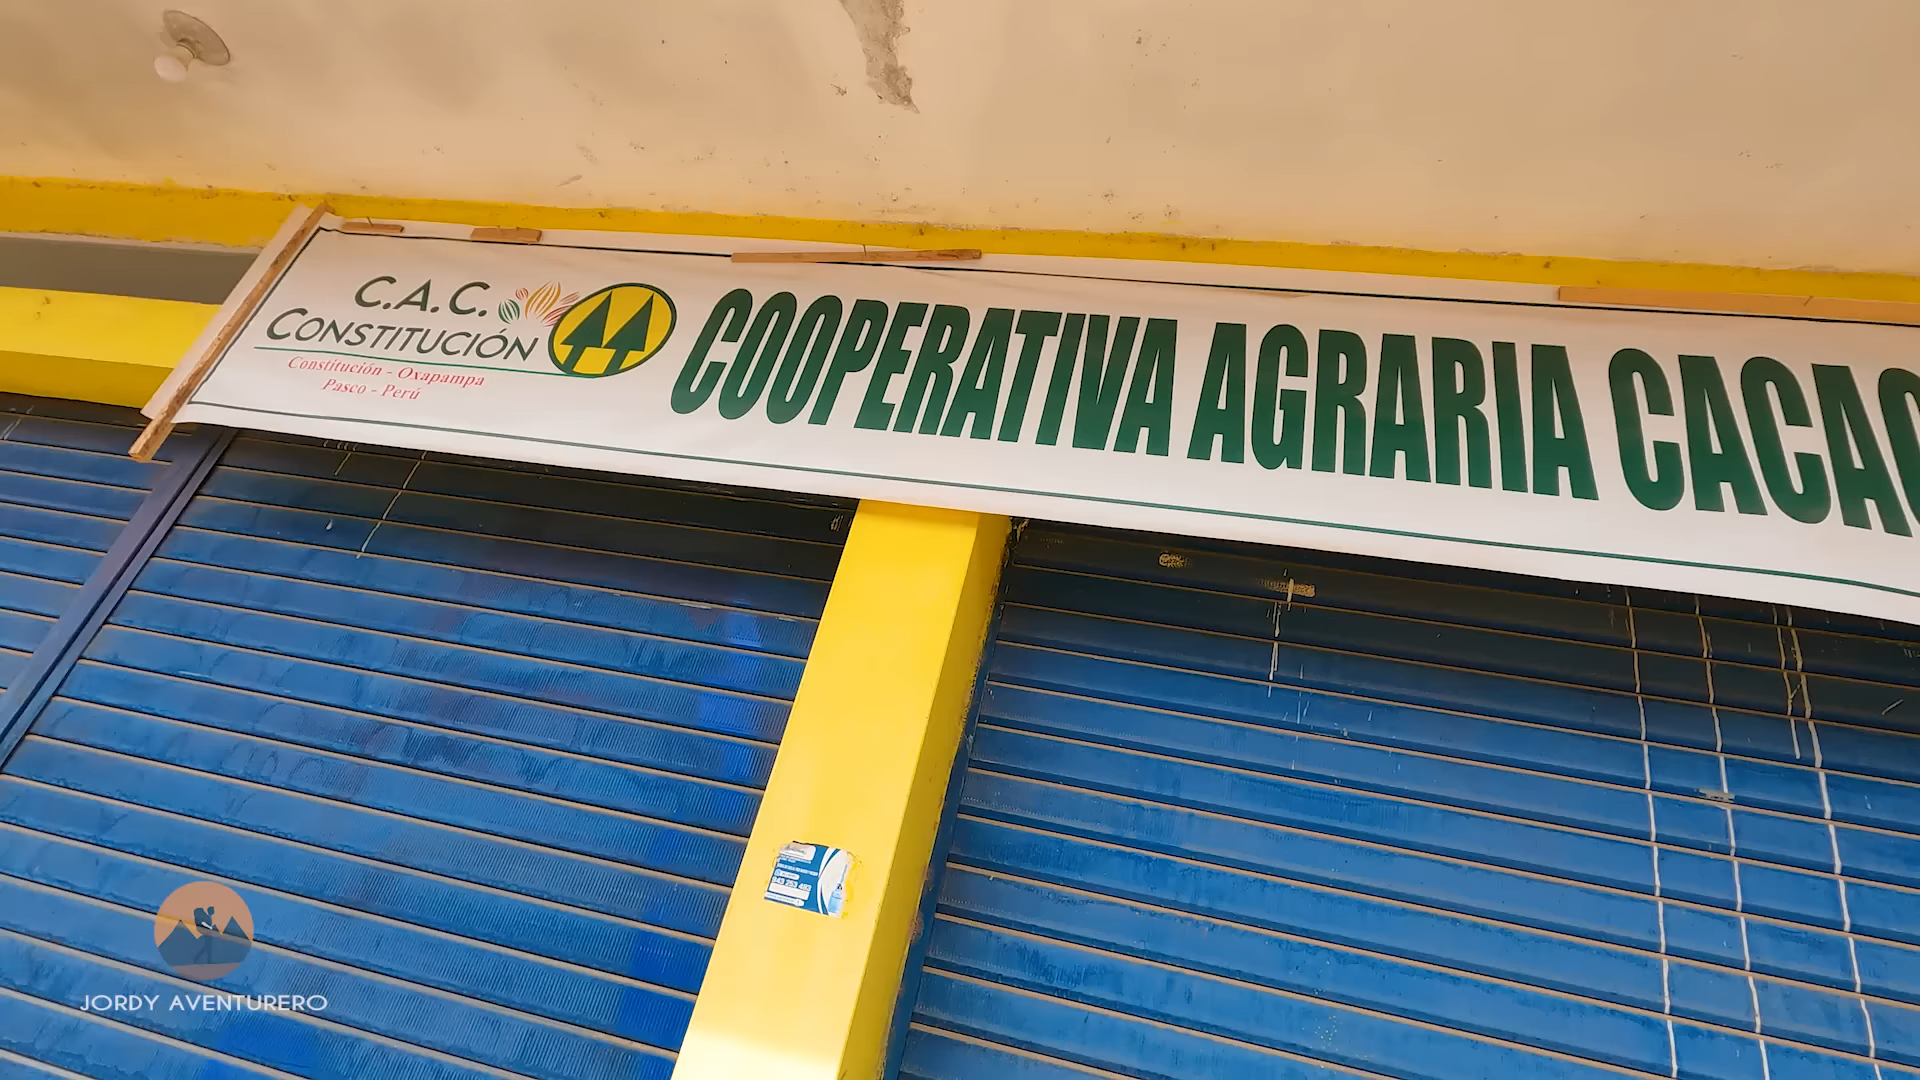 C.A.C.
CONSTITUCIÓN
Constitución - Oxapampa
Pasco - Perú
COOPERATIVA AGRARIA CACAO
JORDY AVENTURERO